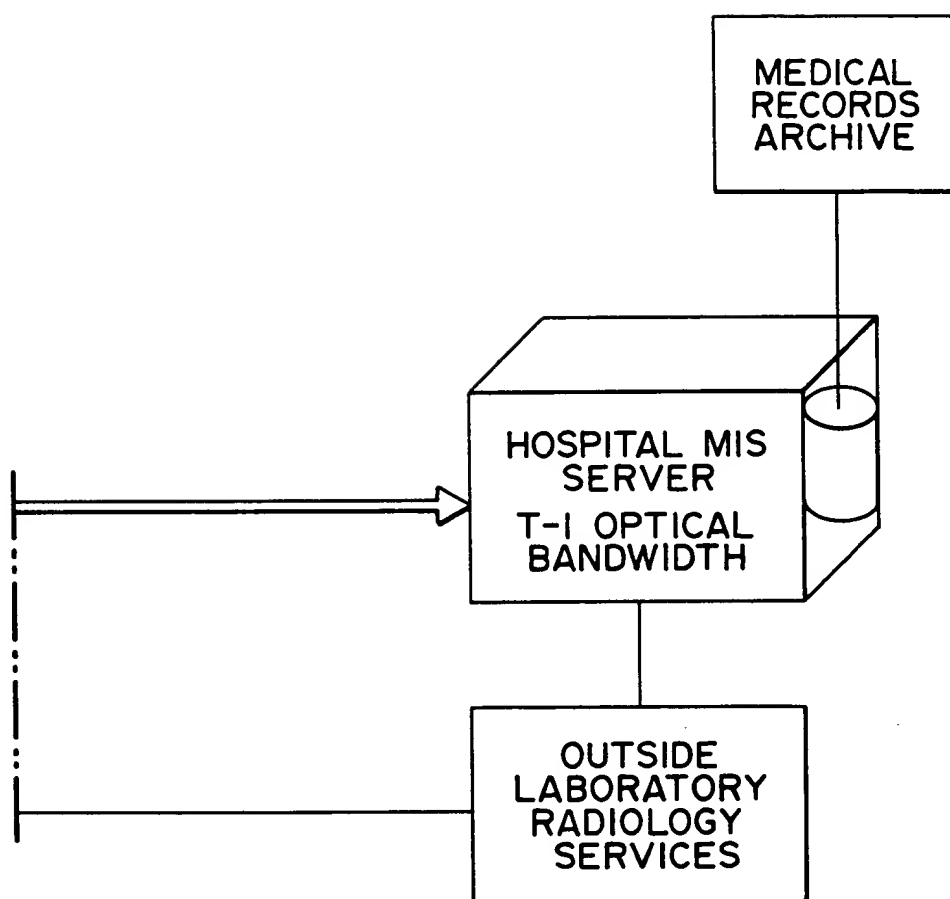 MEDICAL
RECORDS
ARCHIVE
HOSPITAL MIS
SERVER
T-1 OPTICAL
BANDWIDTH
OUTSIDE
LABORATORY
RADIOLOGY
SERVICES